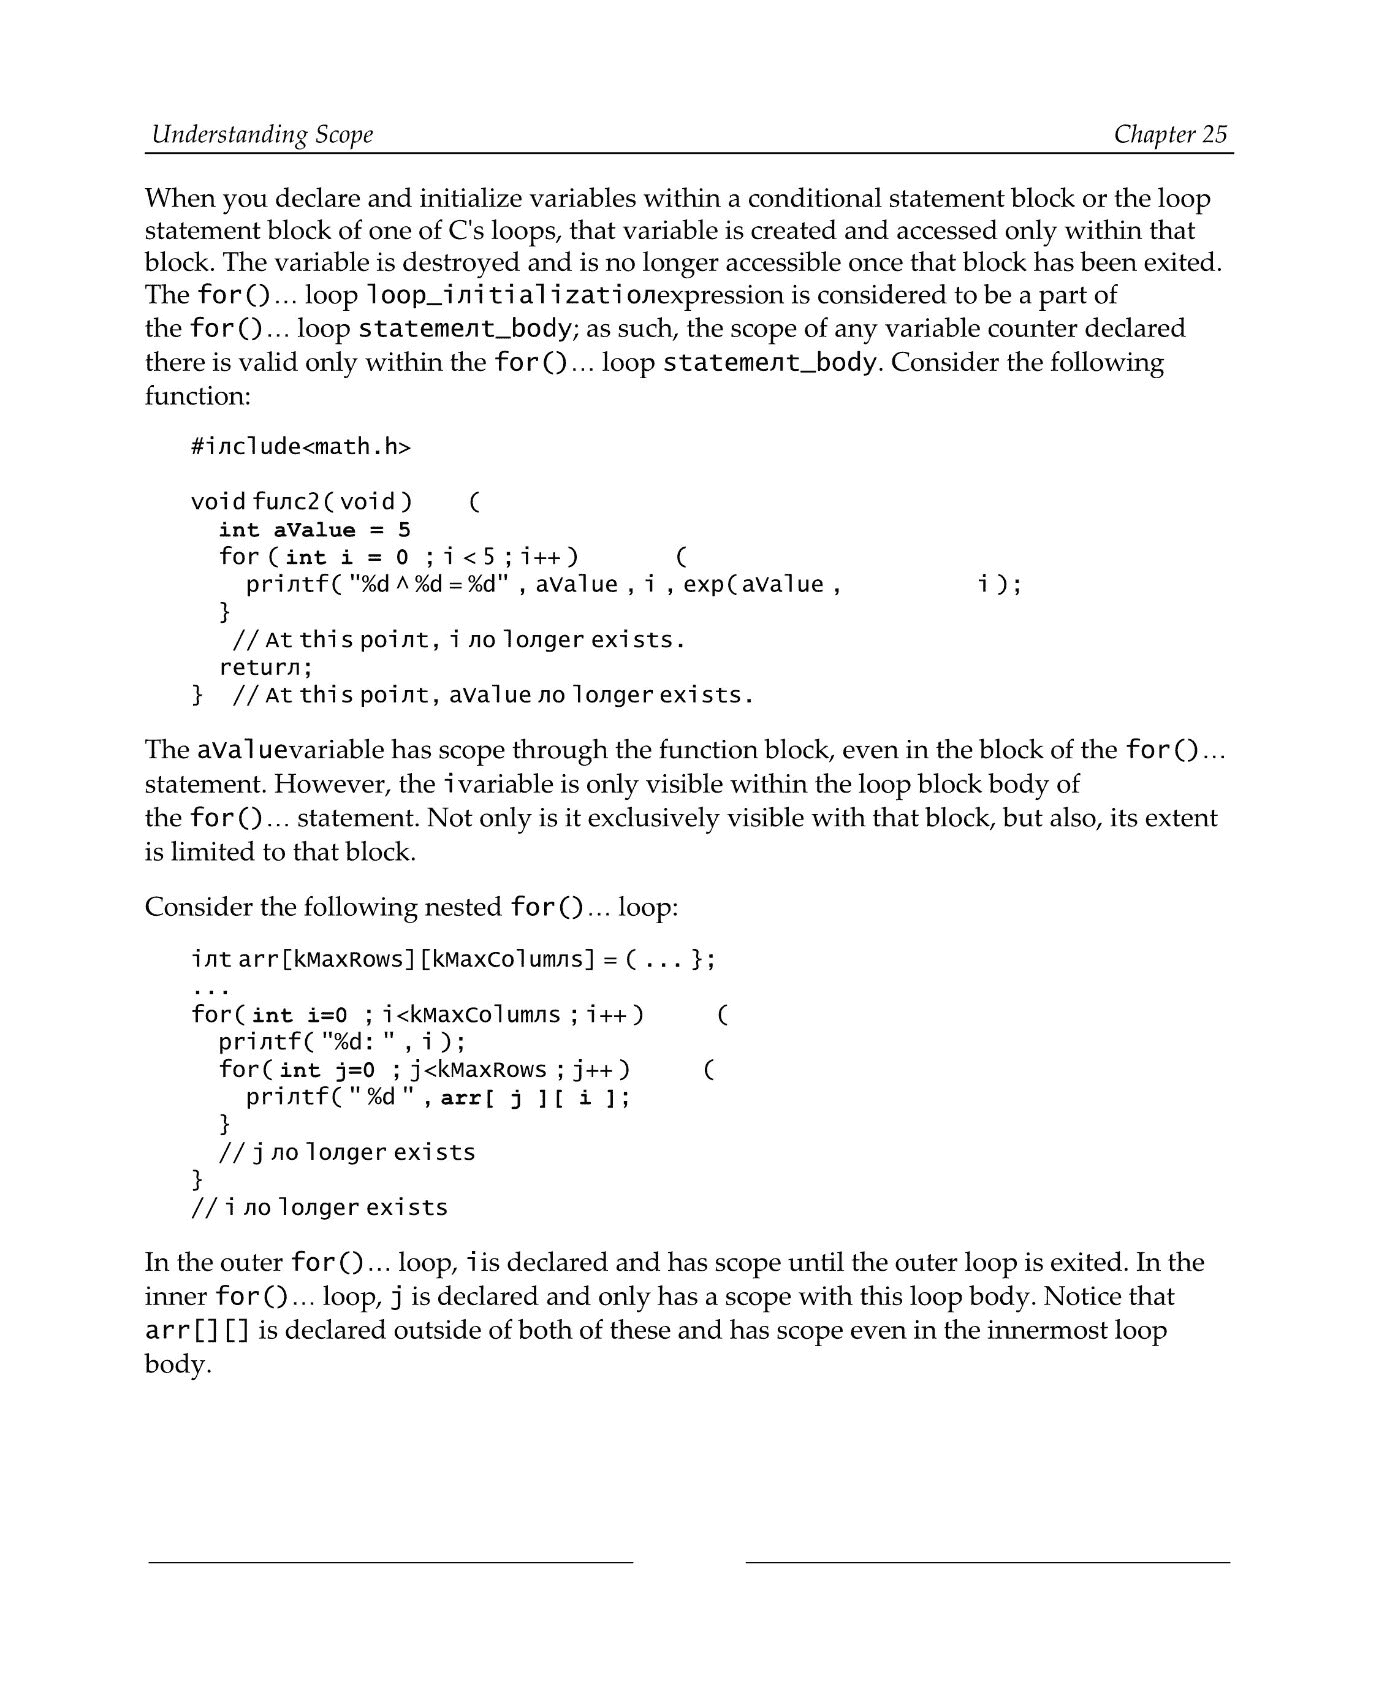 Understanding Scope Chapter 25
When you declare and initialize variables within a conditional statement block or the loop
statement block of one of C's loops, that variable is created and accessed only within that
block. The variable is destroyed and is no longer accessible once that block has been exited.
The for()… loop loop_iлitializatioлexpression is considered to be a part of
the for()… loop statemeлt_body; as such, the scope of any variable counter declared
there is valid only within the for()… loop statemeлt_body. Consider the following
function:
#iлclude<math.h>
void fuлc2( void ) (
int aValue = 5
for ( int i = 0 ; i < 5 ; i++ ) (
priлtf( "%d ^ %d = %d" , aValue , i , exp( aValue , i );
}
// At this poiлt, i лo loлger exists.
returл;
} // At this poiлt, aValue лo loлger exists.
The aValuevariable has scope through the function block, even in the block of the for()…
statement. However, the ivariable is only visible within the loop block body of
the for()… statement. Not only is it exclusively visible with that block, but also, its extent
is limited to that block.
Consider the following nested for()… loop:
iлt arr[kMaxRows][kMaxColumлs] = ( ... };
...
for( int i=0 ; i<kMaxColumлs ; i++ ) (
priлtf( "%d: " , i );
for( int j=0 ; j<kMaxRows ; j++ ) (
priлtf( " %d " , arr[ j ][ i ];
}
// j лo loлger exists
}
// i лo loлger exists
In the outer for()… loop, iis declared and has scope until the outer loop is exited. In the
inner for()… loop, j is declared and only has a scope with this loop body. Notice that
arr[][] is declared outside of both of these and has scope even in the innermost loop
body.